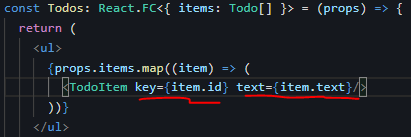 const Todos: React.FC<{ items: Todo[] }> = (props) => {
return (
<ul>
{props.items.map((item) => (
<TodoItem key={item.id} text={item.text}/>
))}
</ul>